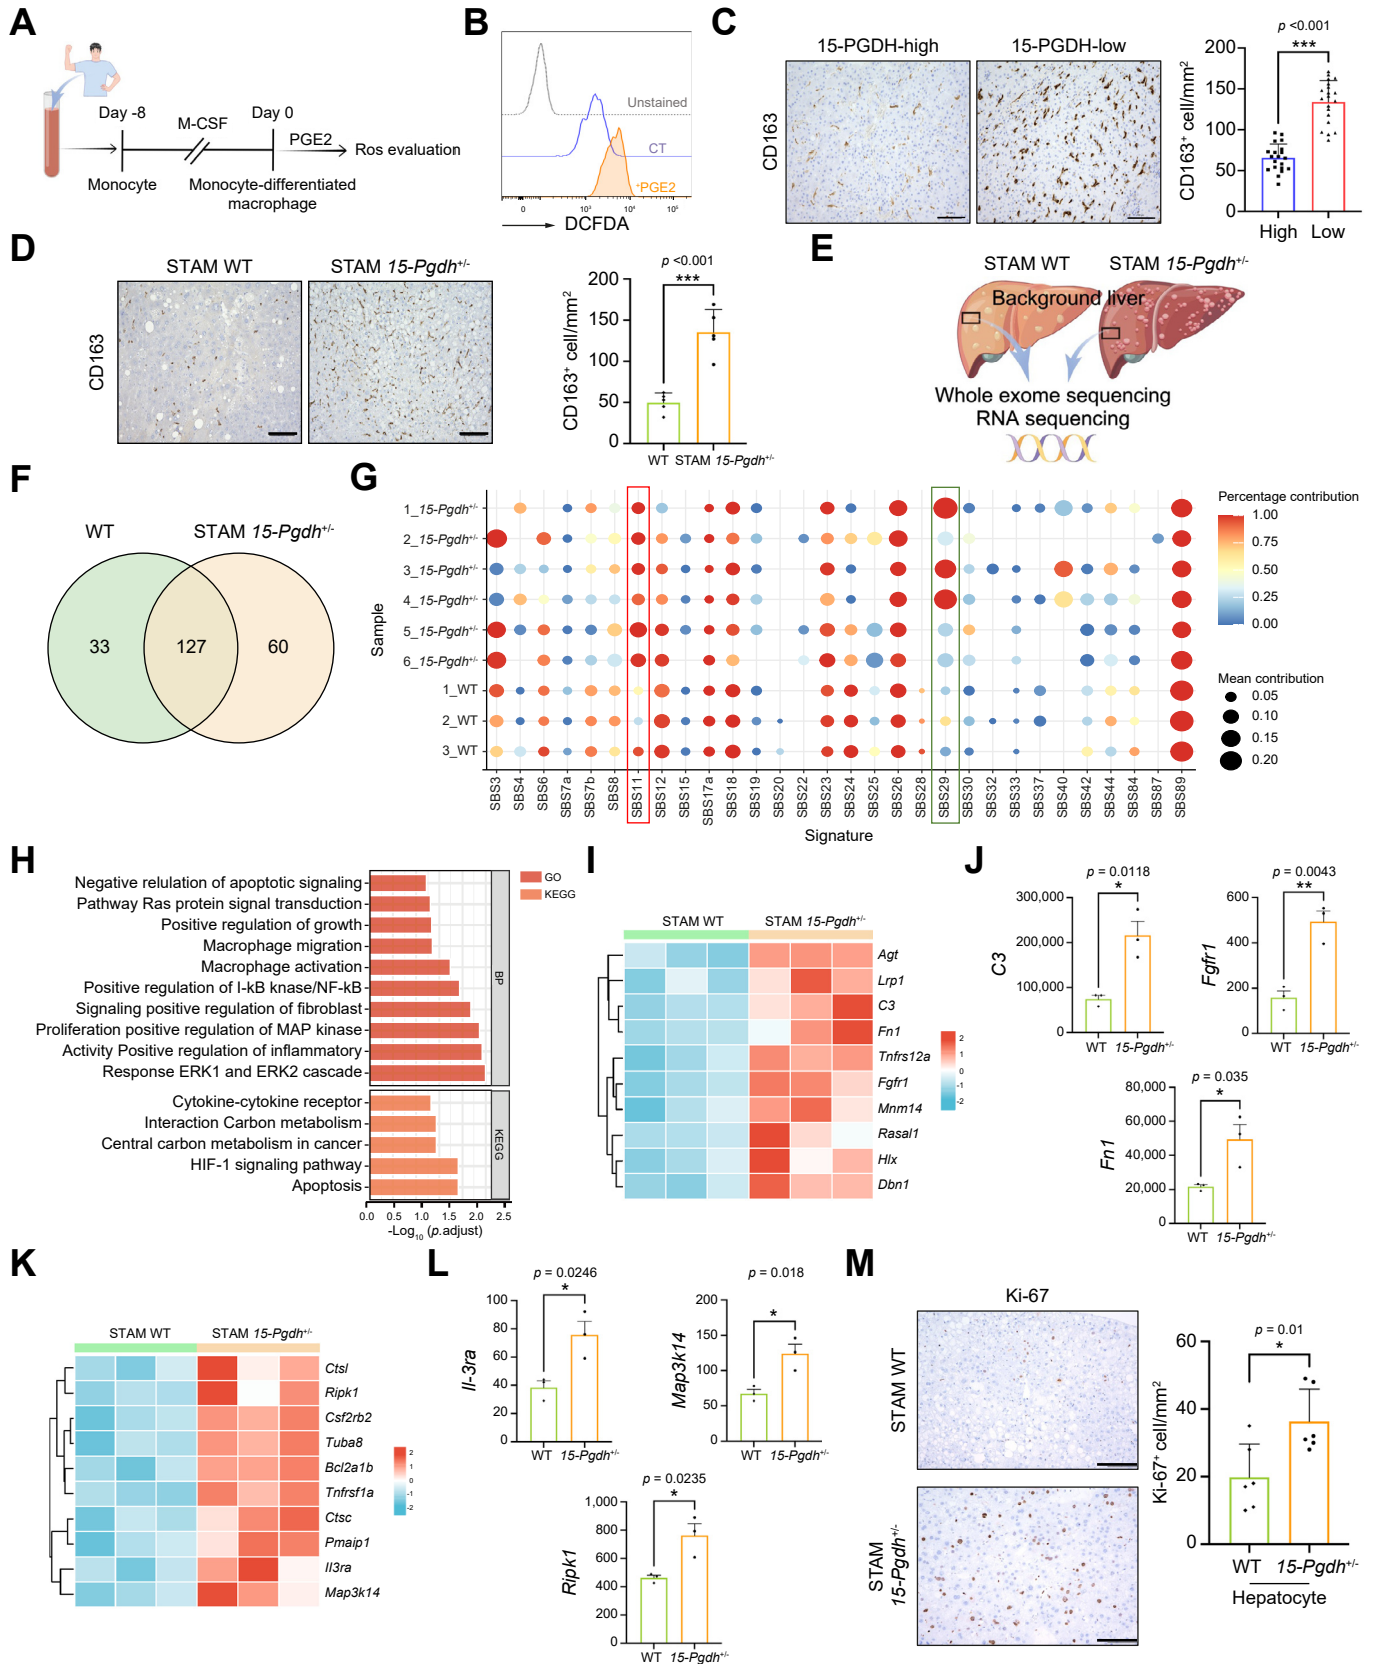 A
Day -8
Day 0
M-CSF
PGE2
Ros evaluation
Monocyte
Monocyte-differentiated
macrophage
B
Unstained
CT
+PGE2
0
10³
10⁴
10⁵
DCFDA
C
15-PGDH-high
15-PGDH-low
CD163
p <0.001
***
CD163⁺ cell/mm²
200
150
100
50
0
High
Low
D
STAM WT
STAM 15-Pgdh⁺/⁻
CD163
p <0.001
***
CD163⁺ cell/mm²
200
150
100
50
0
WT
STAM 15-Pgdh⁺/⁻
E
STAM WT
STAM 15-Pgdh⁺/⁻
Background liver
Whole exome sequencing
RNA sequencing
F
WT
STAM 15-Pgdh⁺/⁻
33
127
60
G
Sample
1_15-Pgdh⁺/⁻
2_15-Pgdh⁺/⁻
3_15-Pgdh⁺/⁻
4_15-Pgdh⁺/⁻
5_15-Pgdh⁺/⁻
6_15-Pgdh⁺/⁻
1_WT
2_WT
3_WT
SBS3
SBS4
SBS6
SBS7a
SBS7b
SBS8
SBS11
SBS12
SBS15
SBS17a
SBS18
SBS19
SBS20
SBS22
SBS23
SBS24
SBS25
SBS26
SBS28
SBS29
SBS30
SBS32
SBS33
SBS37
SBS40
SBS42
SBS44
SBS84
SBS87
SBS89
Signature
Percentage contribution
1.00
0.75
0.50
0.25
0.00
Mean contribution
0.05
0.10
0.15
0.20
H
Negative relulation of apoptotic signaling
Pathway Ras protein signal transduction
Positive regulation of growth
Macrophage migration
Macrophage activation
Positive regulation of I-kB knase/NF-kB
Signaling positive regulation of fibroblast
Proliferation positive regulation of MAP kinase
Activity Positive regulation of inflammatory
Response ERK1 and ERK2 cascade
Cytokine-cytokine receptor
Interaction Carbon metabolism
Central carbon metabolism in cancer
HIF-1 signaling pathway
Apoptosis
BP
KEGG
GO
KEGG
0.0
0.5
1.0
1.5
2.0
2.5
-Log₁₀ (p.adjust)
I
STAM WT
STAM 15-Pgdh⁺/⁻
Agt
Lrp1
C3
Fn1
Tnfrs12a
Fgfr1
Mnm14
Rasal1
Hlx
Dbn1
2
1
0
-1
-2
J
p = 0.0118
*
C3
300,000
200,000
100,000
0
WT
15-Pgdh⁺/⁻
p = 0.0043
**
Fgfr1
600
400
200
0
WT
15-Pgdh⁺/⁻
p = 0.035
*
Fn1
80,000
60,000
40,000
20,000
0
WT
15-Pgdh⁺/⁻
K
STAM WT
STAM 15-Pgdh⁺/⁻
Ctsl
Ripk1
Csf2rb2
Tuba8
Bcl2a1b
Tnfrsf1a
Ctsc
Pmaip1
Il3ra
Map3k14
2
1
0
-1
-2
L
p = 0.0246
*
Il-3ra
100
80
60
40
20
0
WT
15-Pgdh⁺/⁻
p = 0.018
*
Map3k14
200
150
100
50
0
WT
15-Pgdh⁺/⁻
p = 0.0235
*
Ripk1
1,000
800
600
400
200
0
WT
15-Pgdh⁺/⁻
M
Ki-67
STAM WT
STAM
15-Pgdh⁺/⁻
p = 0.01
*
Ki-67⁺ cell/mm²
60
40
20
0
WT
15-Pgdh⁺/⁻
Hepatocyte